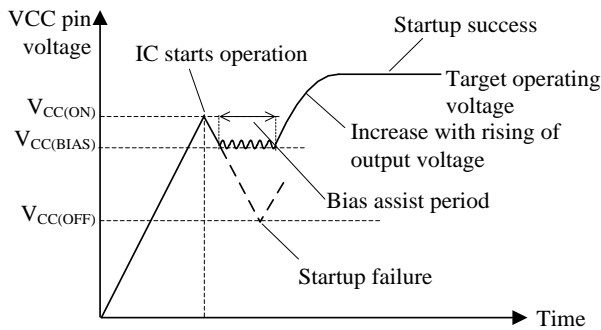 VCC pin
voltage
Startup success
IC starts operation
Target operating
voltage
VCC(ON)
Increase with rising of
output voltage
VCC(BIAS)
Bias assist period
VCC(OFF)
Startup failure
Time